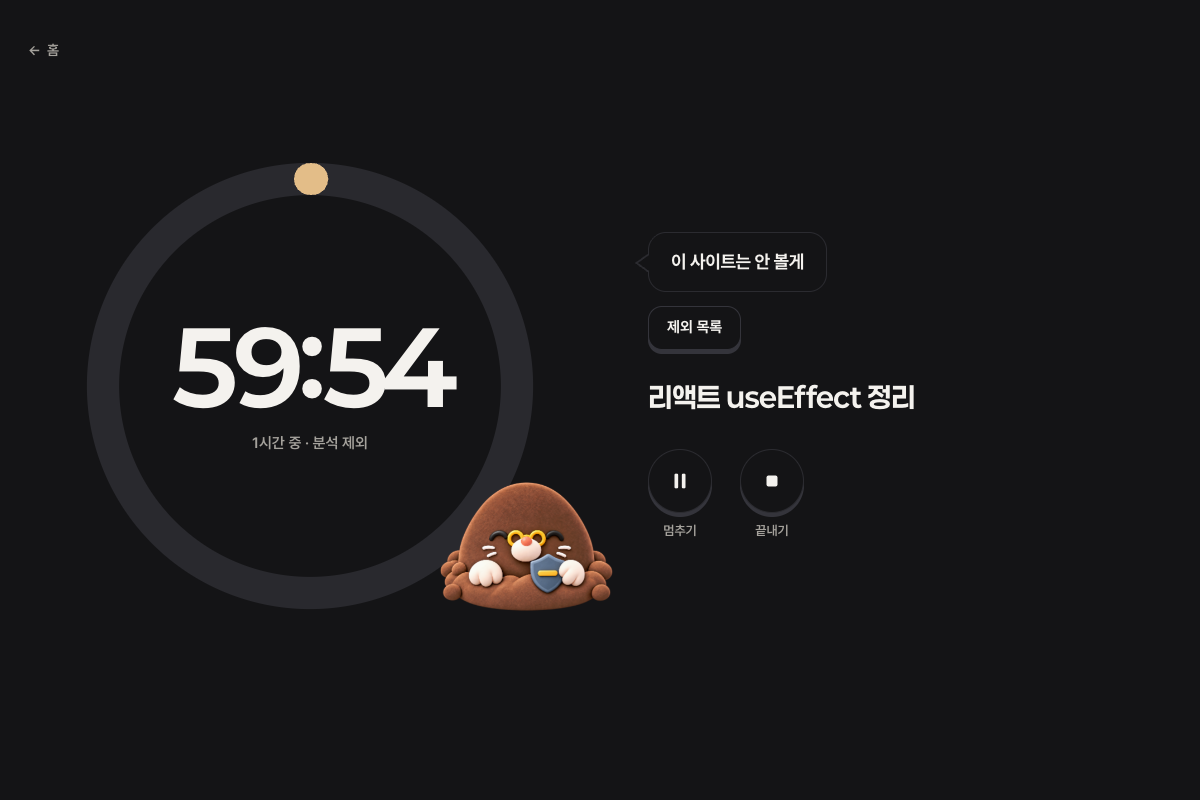 ← 홈
59:54
1시간 중 · 분석 제외
이 사이트는 안 볼게
제외 목록
리액트 useEffect 정리
멈추기
끝내기